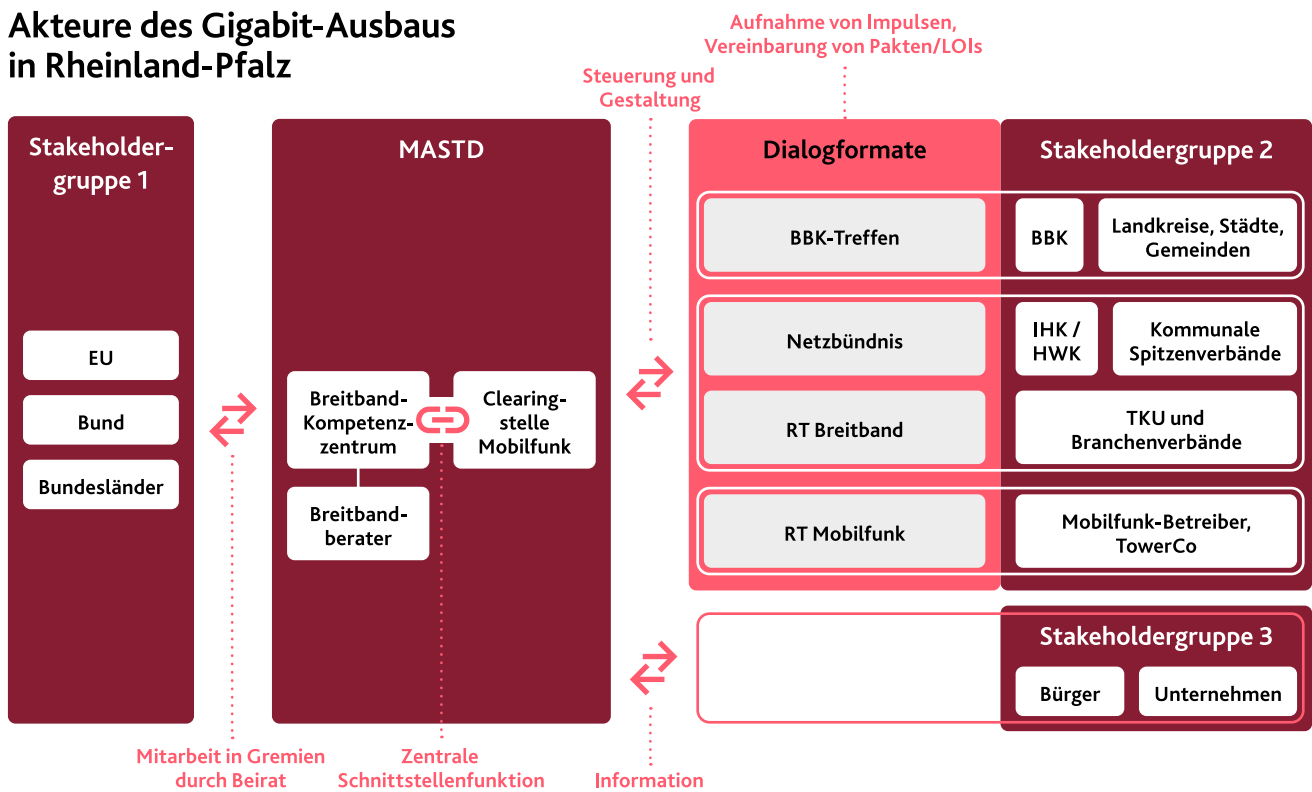 Akteure des Gigabit-Ausbaus
in Rheinland-Pfalz
Aufnahme von Impulsen,
Vereinbarung von Pakten/LOIs
Steuerung und
Gestaltung
Stakeholder-
gruppe 1
EU
Bund
Bundesländer
MASTD
Breitband-
Kompetenz-
zentrum
Clearing-
stelle
Mobilfunk
Breitband-
berater
Dialogformate
Stakeholdergruppe 2
BBK-Treffen
BBK
Landkreise, Städte,
Gemeinden
Netzbündnis
IHK /
HWK
Kommunale
Spitzenverbände
RT Breitband
TKU und
Branchenverbände
RT Mobilfunk
Mobilfunk-Betreiber,
TowerCo
Stakeholdergruppe 3
Bürger
Unternehmen
Mitarbeit in Gremien
durch Beirat
Zentrale
Schnittstellenfunktion
Information